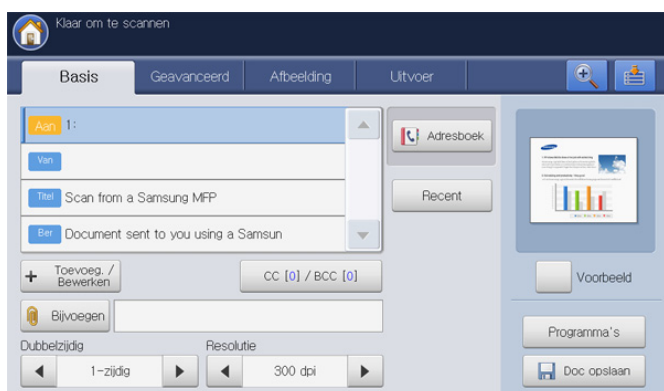 Klaar om te scannen
Basis
Geavanceerd
Afbeelding
Uitvoer
Aan 1:
Van
Titel Scan from a Samsung MFP
Ber Document sent to you using a Samsun
Adresboek
Recent
Toevoeg. /
Bewerken
CC [0] / BCC [0]
Bijvoegen
Dubbelzijdig
Resolutie
1-zijdig
300 dpi
Voorbeeld
Programma's
Doc opslaan